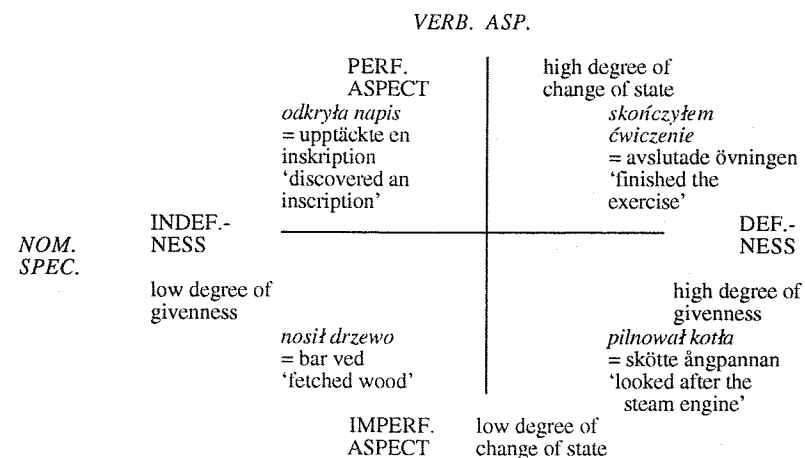 VERB. ASP.
PERF.
ASPECT
high degree of
change of state
odkryła napis
= upptäckte en
inskription
‘discovered an
inscription’
skończyłem
ćwiczenie
= avslutade övningen
‘finished the
exercise’
NOM.
SPEC.
INDEF.-
NESS
DEF.-
NESS
low degree of
givenness
high degree of
givenness
nosił drzewo
= bar ved
‘fetched wood’
pilnował kotła
= skötte ångpannan
‘looked after the
steam engine’
IMPERF.
ASPECT
low degree of
change of state